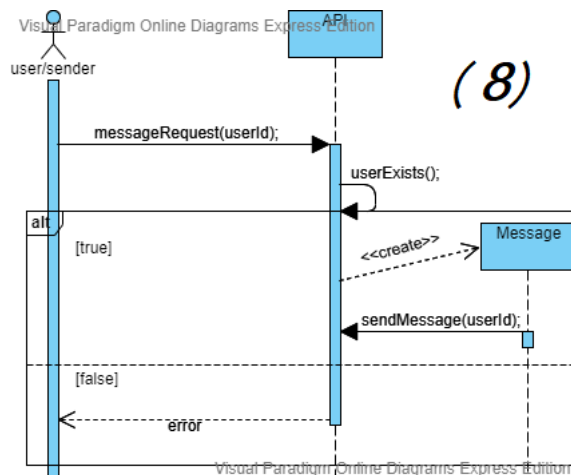 Visual Paradigm Online Diagrams Express Edition
API
user/sender
(8)
messageRequest(userId);
userExists();
alt
[true]
<<create>>
Message
sendMessage(userId);
[false]
error
Visual Paradigm Online Diagrams Express Edition